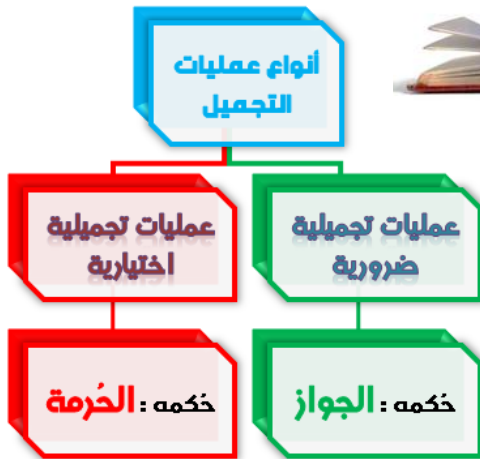 أنواع عمليات
التجميل
عمليات تجميلية
ضرورية
عمليات تجميلية
اختيارية
حُكمه : الجواز
حُكمه : الحُرمة